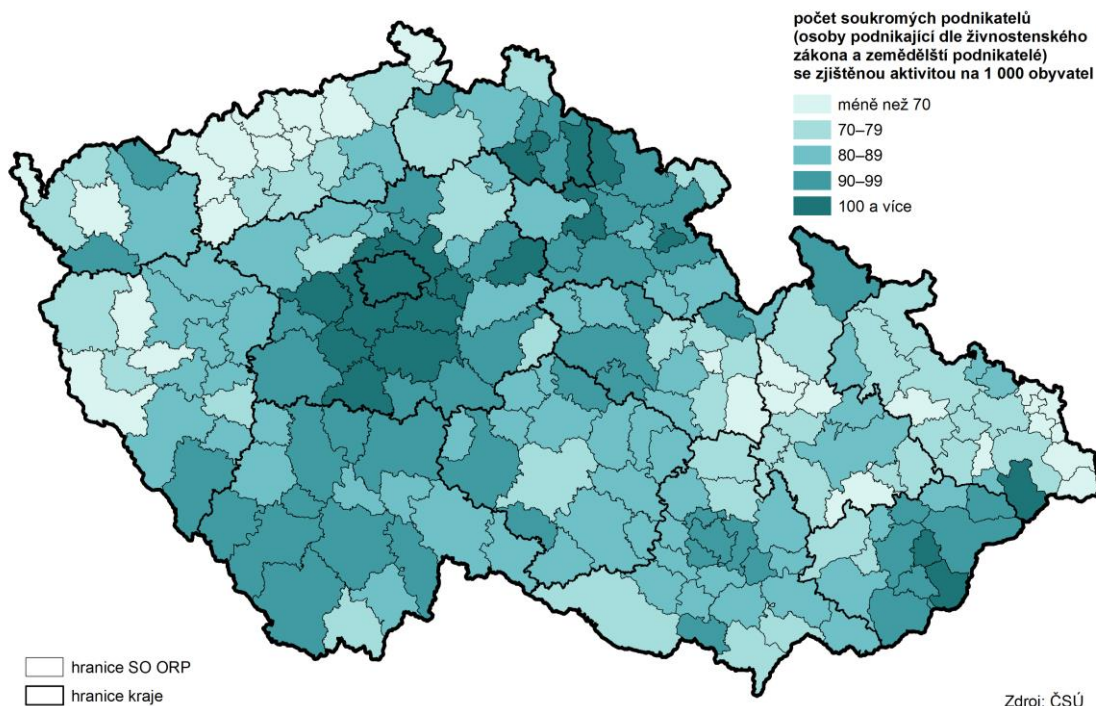 počet soukromých podnikatelů
(osoby podnikající dle živnostenského
zákona a zemědělští podnikatelé)
se zjištěnou aktivitou na 1 000 obyvatel
méně než 70
70–79
80–89
90–99
100 a více
hranice SO ORP
hranice kraje
Zdroj: ČSÚ